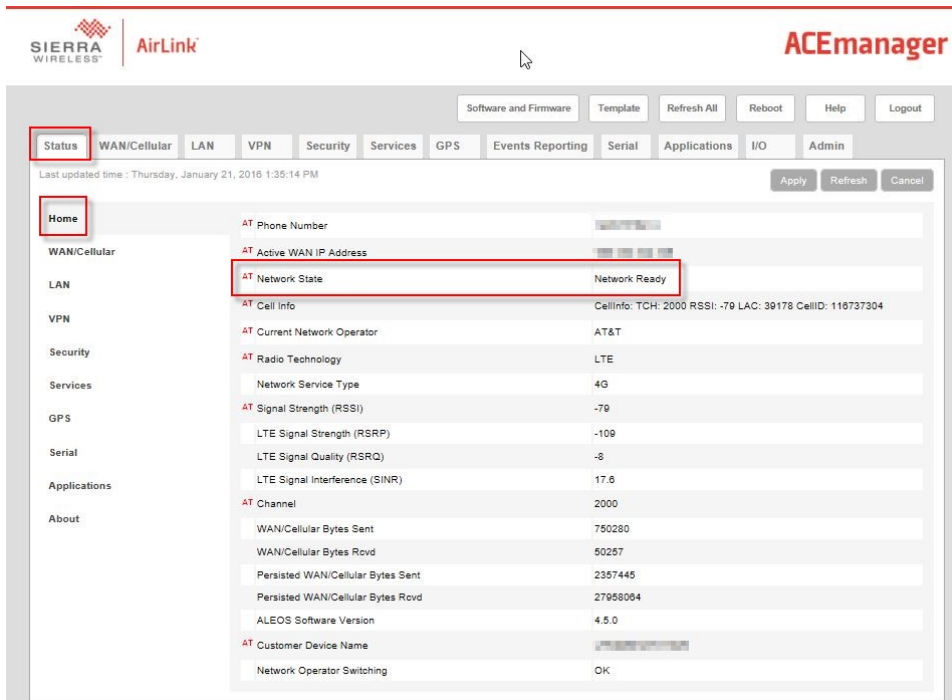 SIERRA
WIRELESS
AirLink
ACEmanager
Software and Firmware Template Refresh All Reboot Help Logout
Status WAN/Cellular LAN VPN Security Services GPS Events Reporting Serial Applications I/O Admin
Last updated time : Thursday, January 21, 2016 1:35:14 PM
Apply Refresh Cancel
Home
WAN/Cellular
LAN
VPN
Security
Services
GPS
Serial
Applications
About
AT Phone Number
AT Active WAN IP Address
AT Network State Network Ready
AT Cell Info CellInfo: TCH: 2000 RSSI: -79 LAC: 39178 CellID: 116737304
AT Current Network Operator AT&T
AT Radio Technology LTE
Network Service Type 4G
AT Signal Strength (RSSI) -79
LTE Signal Strength (RSRP) -109
LTE Signal Quality (RSRQ) -8
LTE Signal Interference (SINR) 17.6
AT Channel 2000
WAN/Cellular Bytes Sent 750280
WAN/Cellular Bytes Rcvd 50257
Persisted WAN/Cellular Bytes Sent 2357445
Persisted WAN/Cellular Bytes Rcvd 27958064
ALEOS Software Version 4.5.0
AT Customer Device Name
Network Operator Switching OK